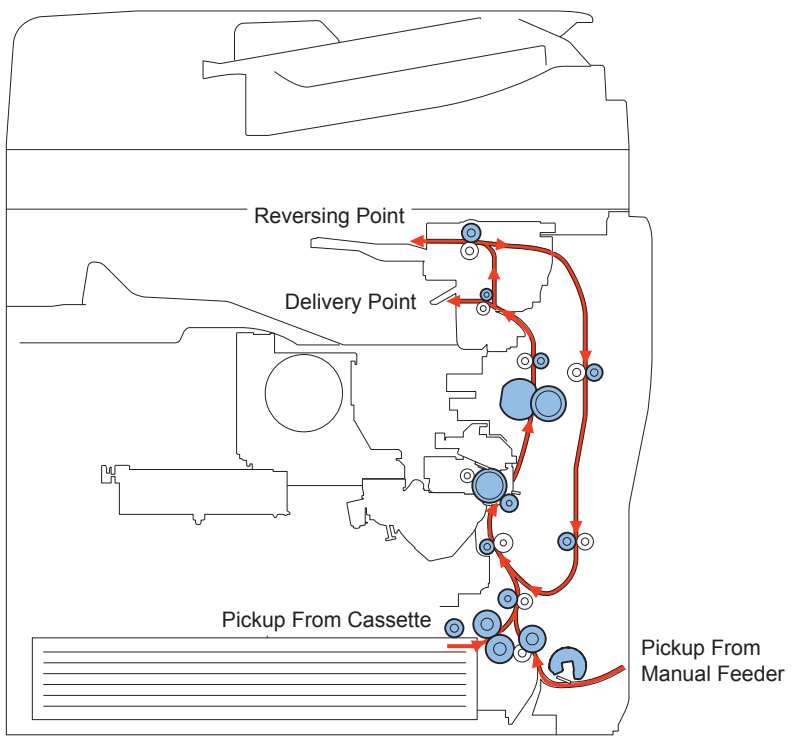 Reversing Point
Delivery Point
Pickup From Cassette
Pickup From
Manual Feeder